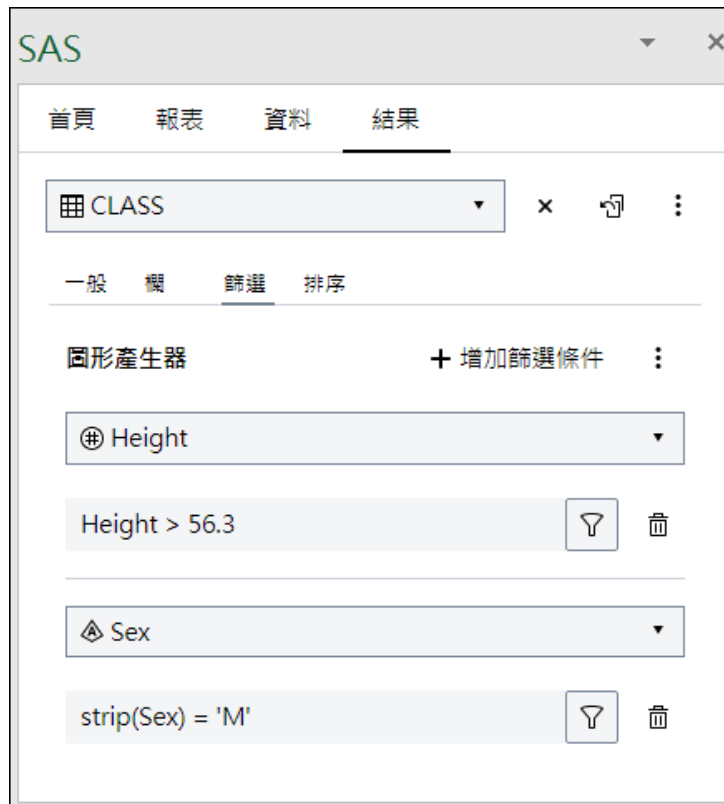 SAS
首頁 報表 資料 結果
CLASS
一般 欄 篩選 排序
圖形產生器 + 增加篩選條件
Height
Height > 56.3
Sex
strip(Sex) = 'M'